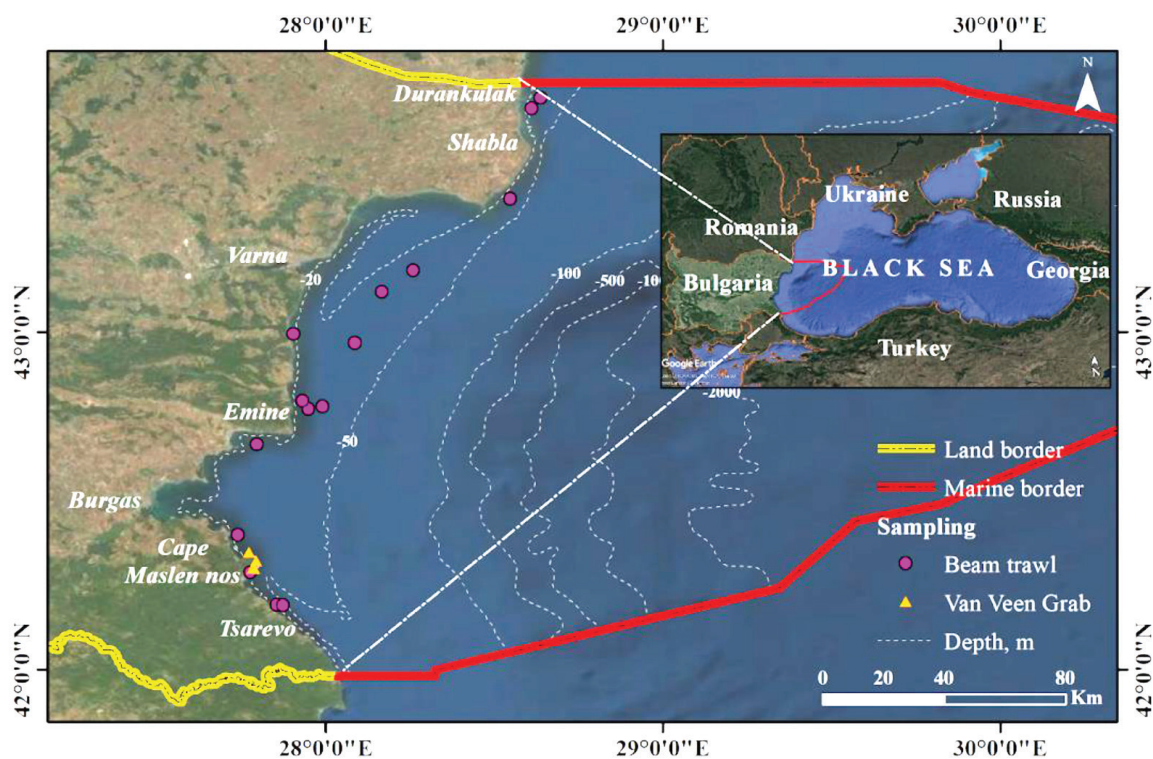 28°0'0"E
29°0'0"E
30°0'0"E
N
Durankulak
Shabla
Ukraine
Russia
Romania
Varna
-20
-100
-500
-10
BLACK SEA
Georgia
Bulgaria
43°0'0"N
43°0'0"N
Turkey
Google Earth
N
-2000
Emine
-50
Land border
Marine border
Burgas
Sampling
Cape
Maslen nos
Beam trawl
Van Veen Grab
Tsarevo
Depth, m
42°0'0"N
42°0'0"N
0 20 40 80
Km
28°0'0"E
29°0'0"E
30°0'0"E